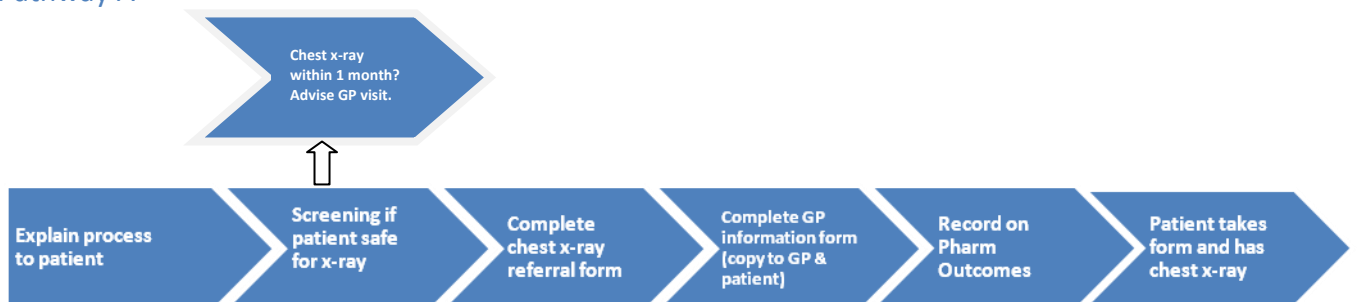 Chest x-ray
within 1 month?
Advise GP visit.
Explain process
to patient
Screening if
patient safe
for x-ray
Complete
chest x-ray
referral form
Complete GP
information form
(copy to GP &
patient)
Record on
Pharm
Outcomes
Patient takes
form and has
chest x-ray